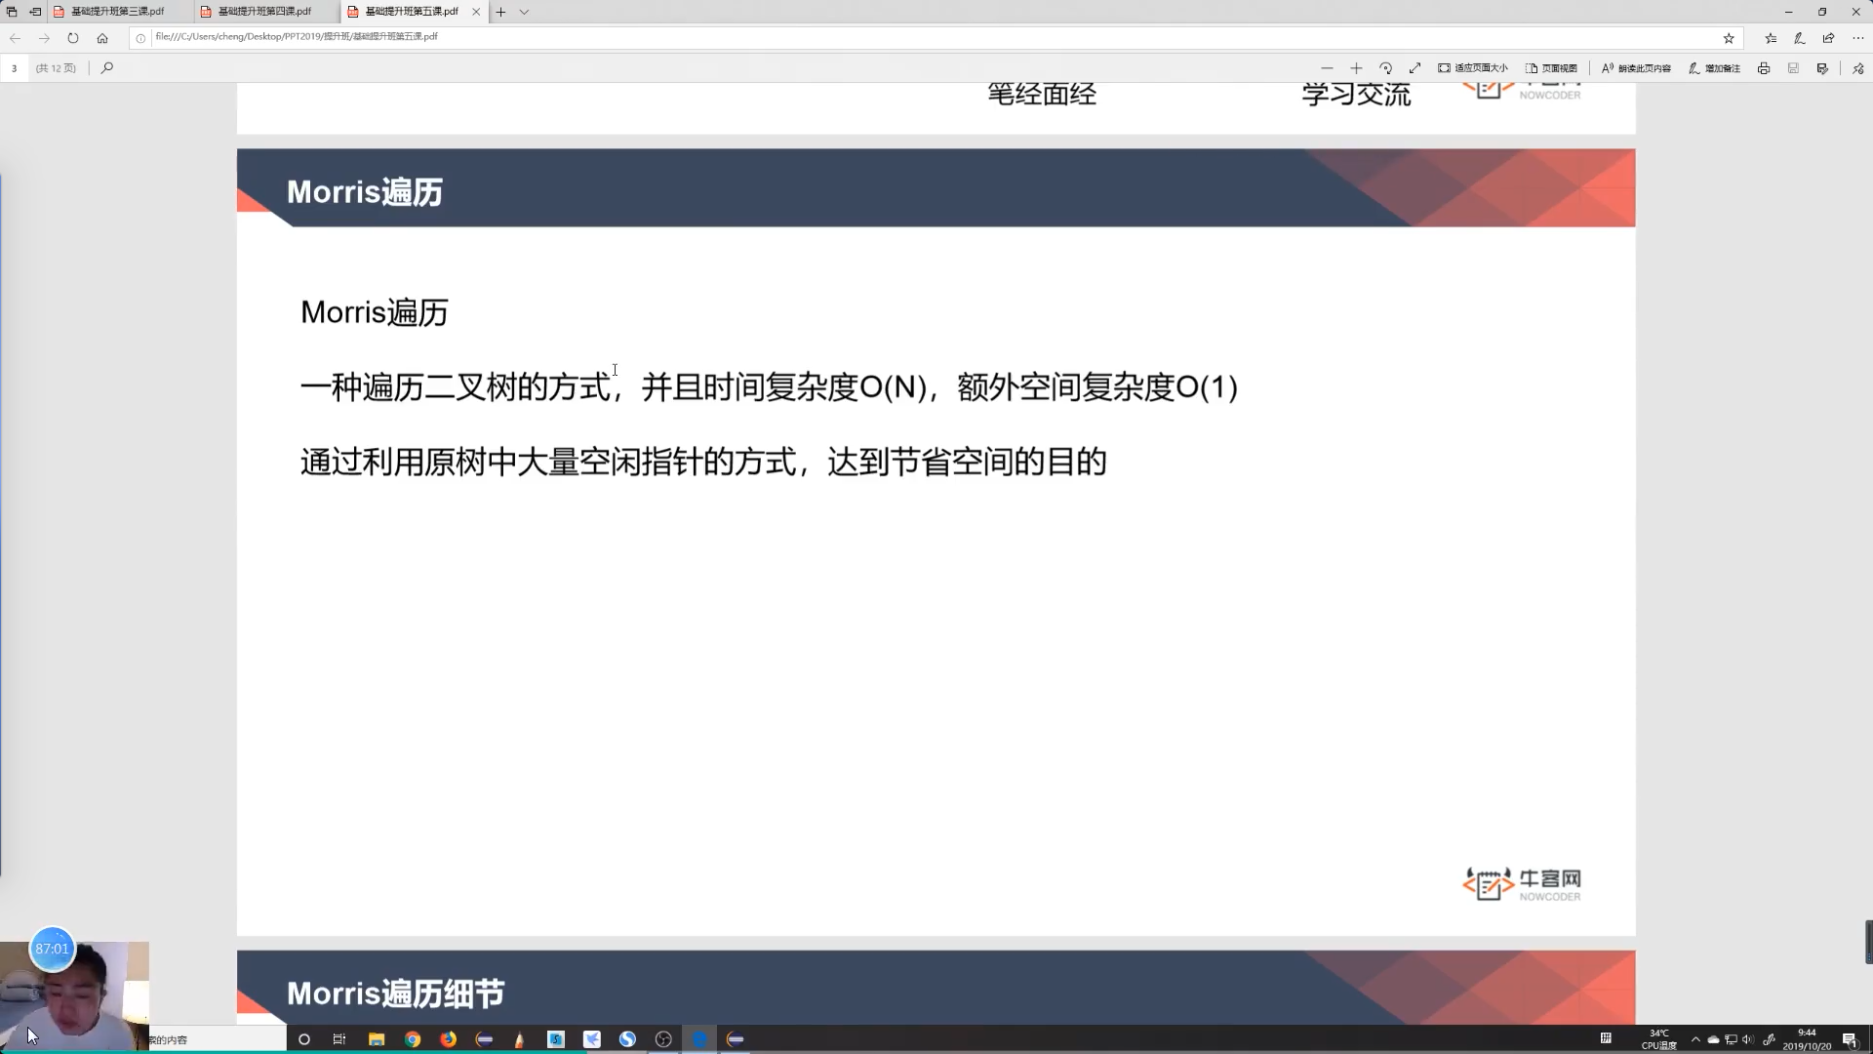 基础提升班第三课.pdf
基础提升班第四课.pdf
基础提升班第五课.pdf
file:///C:/Users/cheng/Desktop/PPT2019/提升班/基础提升班第五课.pdf
3
(共 12 页)
适应页面大小
页面视图
朗读此页内容
增加备注
笔经面经
学习交流
NOWCODER
Morris遍历
Morris遍历
一种遍历二叉树的方式，并且时间复杂度O(N)，额外空间复杂度O(1)
通过利用原树中大量空闲指针的方式，达到节省空间的目的
牛客网
NOWCODER
87:01
Morris遍历细节
索的内容
34℃
CPU温度
9:44
2019/10/20